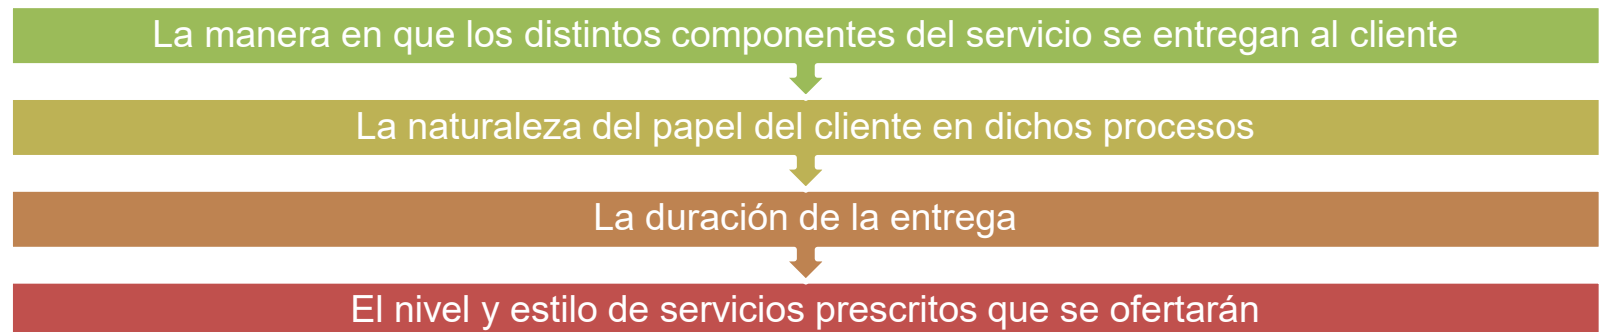 La manera en que los distintos componentes del servicio se entregan al cliente
La naturaleza del papel del cliente en dichos procesos
La duración de la entrega
El nivel y estilo de servicios prescritos que se ofertarán